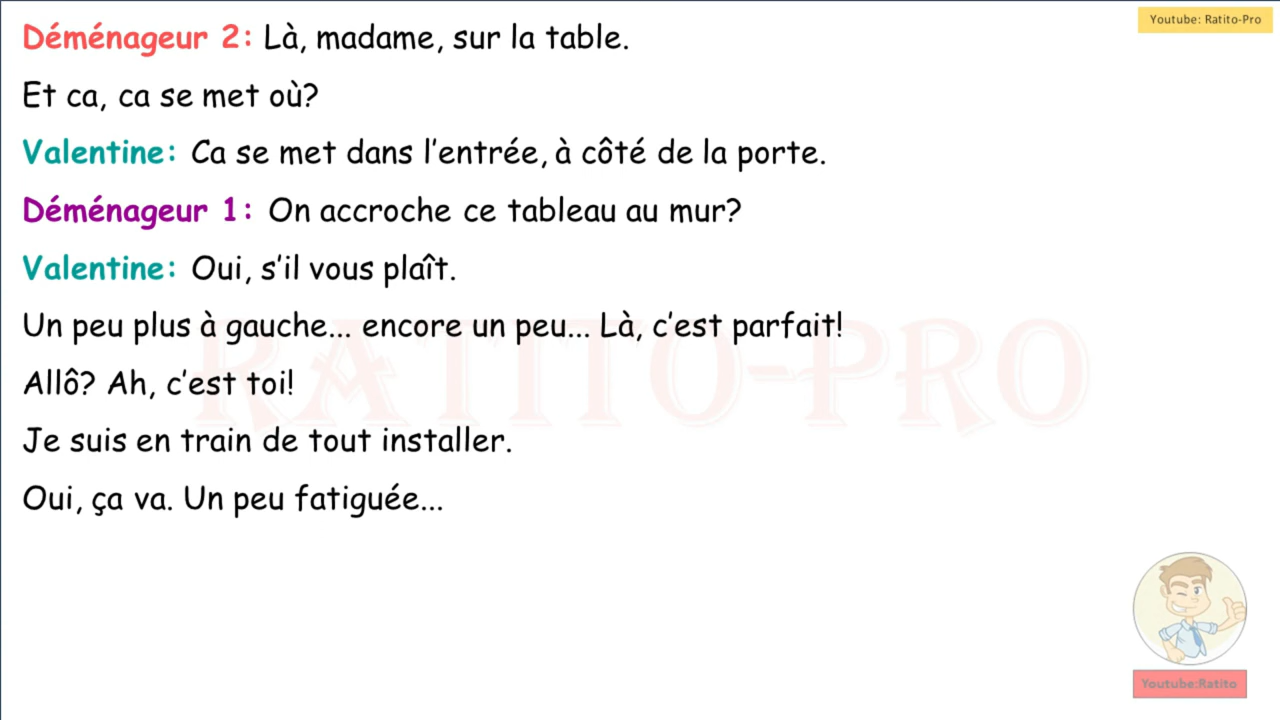 Youtube: Ratito-Pro
Déménageur 2: Là, madame, sur la table.
Et ca, ca se met où?
Valentine: Ca se met dans l'entrée, à côté de la porte.
Déménageur 1: On accroche ce tableau au mur?
Valentine: Oui, s'il vous plaît.
Un peu plus à gauche... encore un peu... Là, c'est parfait!
RATITO-PRO
Allô? Ah, c'est toi!
Je suis en train de tout installer.
Oui, ça va. Un peu fatiguée...
Youtube:Ratito